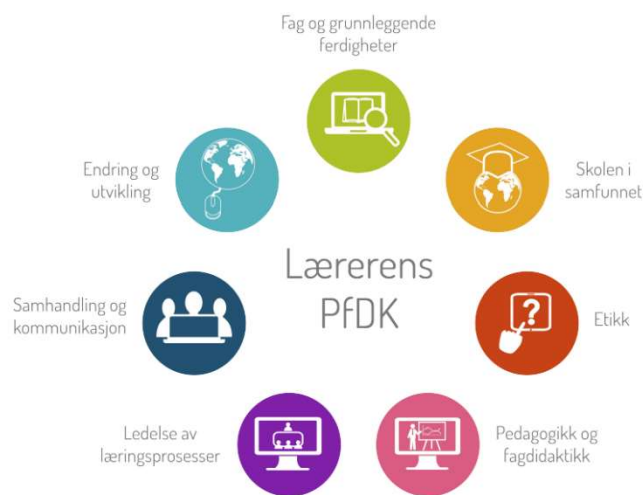 Fag og grunnleggende
ferdigheter
Endring og
utvikling
Skolen i
samfunnet
Lærerens
PfDK
Samhandling og
kommunikasjon
?
Etikk
Ledelse av
læringsprosesser
Pedagogikk og
fagdidaktikk